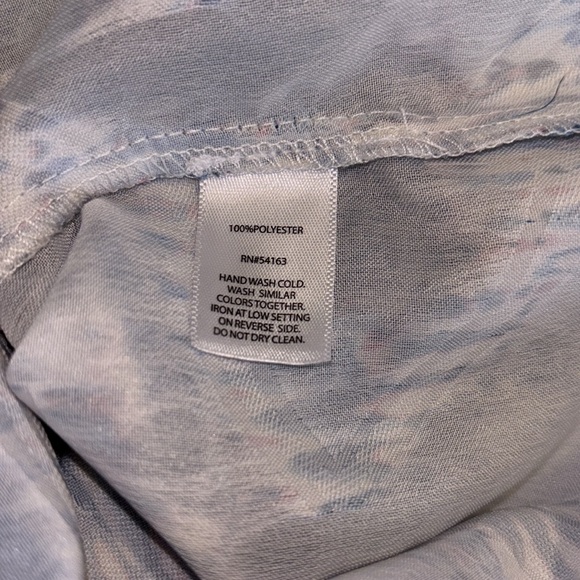 100%POLYESTER
RN#54163
HAND WASH COLD.
WASH SIMILAR
COLORS TOGETHER.
IRON AT LOW SETTING
ON REVERSE SIDE.
DO NOT DRY CLEAN.